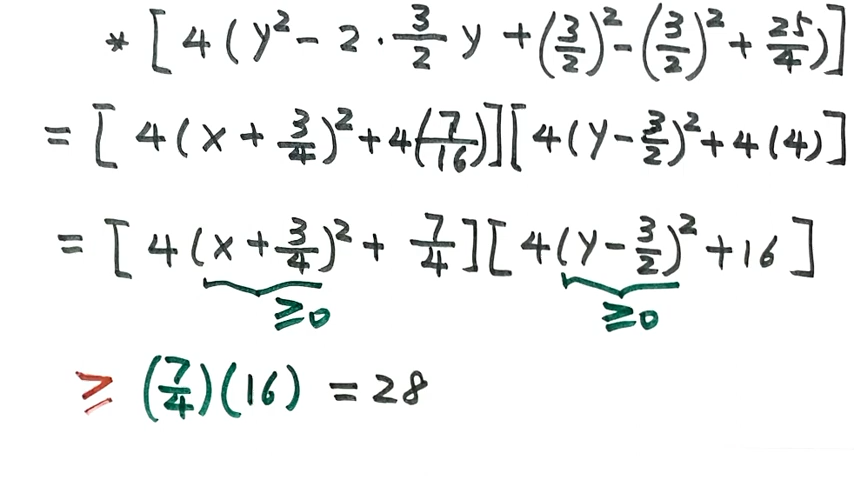 * [ 4 ( y² - 2 · 3/2 y + (3/2)² - (3/2)² + 25/4 ) ]
= [ 4 ( x + 3/4 )² + 4 (7/16) ] [ 4 ( y - 3/2 )² + 4 (4) ]
= [ 4 ( x + 3/4 )² + 7/4 ] [ 4 ( y - 3/2 )² + 16 ]
≥0 ≥0
≥ (7/4) (16) = 28